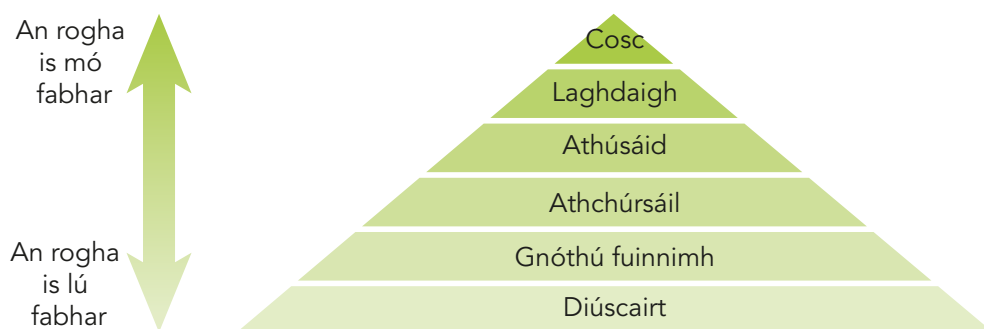 An rogha
is mó
fabhar
Cosc
Laghdaigh
Athúsáid
Athchúrsáil
Gnóthú fuinnimh
Diúscairt
An rogha
is lú
fabhar